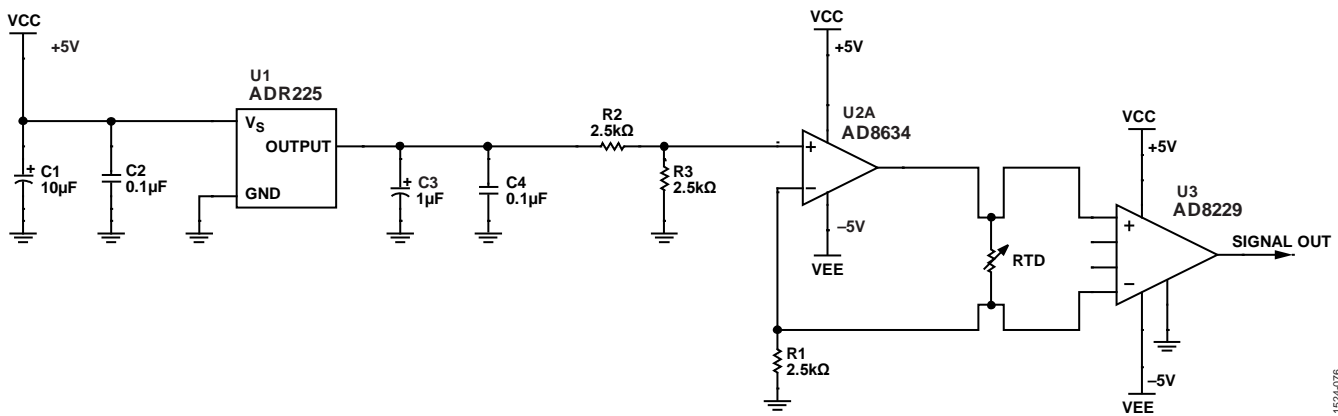 VCC
+5V
U1
ADR225
VS
OUTPUT
GND
+
C1
10µF
C2
0.1µF
+
C3
1µF
C4
0.1µF
R2
2.5kΩ
R3
2.5kΩ
VCC
+5V
U2A
AD8634
+
–
–5V
VEE
R1
2.5kΩ
RTD
VCC
+5V
U3
AD8229
+
–
SIGNAL OUT
–5V
VEE